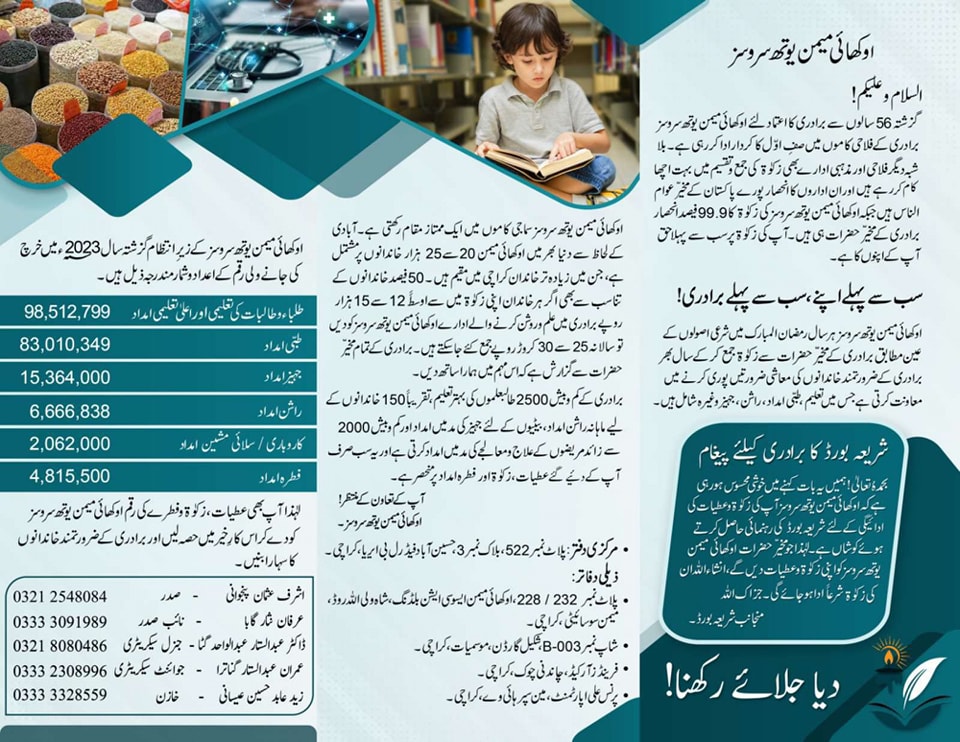 اوکھائی میمن یوتھ سروسز
السلام و علیکم!
گزشتہ 56 سالوں سے برادری کا اعتماد لئے اوکھائی میمن یوتھ سروسز
برادری کے فلاحی کاموں میں صفِ اوّل کا کردار ادا کر رہی ہے۔ بلا
شبہ دیگر فلاحی اور مذہبی ادارے بھی زکوٰۃ کی جمع و تقسیم میں بہت اچھا
کام کر رہے ہیں اور ان اداروں کا انحصار پورے پاکستان کے مخیّر عوام
الناس ہیں جبکہ اوکھائی میمن یوتھ سروسز کی زکوٰۃ کا 99.9 فیصد انحصار
برادری کے مخیّر حضرات ہی ہیں۔ آپ کی زکوٰۃ پر سب سے پہلا حق
آپ کے اپنوں کا ہے۔
سب سے پہلے اپنے، سب سے پہلے برادری!
اوکھائی میمن یوتھ سروسز ہر سال رمضان المبارک میں شرعی اصولوں کے
عین مطابق برادری کے مخیّر حضرات سے زکوٰۃ جمع کر کے سال بھر
برادری کے ضرورتمند خاندانوں کی معاشی ضرورتیں پوری کرنے میں
معاونت کرتی ہے جس میں تعلیم، طبّی امداد، راشن، جہیز وغیرہ شامل ہیں۔
شریعہ بورڈ کا برادری کیلئے پیغام
بحمدہٖ تعالیٰ! ہمیں یہ بات کہنے میں خوشی محسوس ہو رہی
ہے کہ اوکھائی میمن یوتھ سروسز آپ کی زکوٰۃ و عطیات کی
ادائیگی کے لئے شریعہ بورڈ کی رہنمائی حاصل کرتے
ہوئے کوشاں ہے۔ لہٰذا جو مخیّر حضرات اوکھائی میمن
یوتھ سروسز کو اپنی زکوٰۃ و عطیات دیں گے، انشاءاللہ ان
کی زکوٰۃ شرعاً ادا ہو جائے گی۔ جزاک اللہ
منجانب شریعہ بورڈ۔
دیا جلائے رکھنا!
اوکھائی میمن یوتھ سروسز سماجی کاموں میں ایک ممتاز مقام رکھتی ہے۔ آبادی
کے لحاظ سے دنیا بھر میں اوکھائی میمن 20 سے 25 ہزار خاندانوں پر مشتمل
ہے، جن میں زیادہ تر خاندان کراچی میں مقیم ہیں۔ 50 فیصد خاندانوں کے
تناسب سے بھی اگر ہر خاندان اپنی زکوٰۃ میں سے اوسطاً 12 سے 15 ہزار
روپے برادری میں علم و روشن کرنے والے ادارے اوکھائی میمن یوتھ سروسز کو دیں
تو سالانہ 25 سے 30 کروڑ روپے جمع کئے جاسکتے ہیں۔ برادری کے تمام مخیّر
حضرات سے گزارش ہے کہ اس مہم میں ہمارا ساتھ دیں۔
برادری کے کم و بیش 2500 طالبعلموں کی بہتر تعلیم، تقریباً 150 خاندانوں کے
لیے ماہانہ راشن امداد، بیٹیوں کے لئے جہیز کی مد میں امداد اور کم و بیش 2000
سے زائد مریضوں کے علاج و معالجے کی مد میں امداد کرتی ہے اور یہ سب صرف
آپ کے دیئے گئے عطیات، زکوٰۃ اور فطرہ امداد پر منحصر ہے۔
آپ کے تعاون کے منتظر!
اوکھائی میمن یوتھ سروسز۔
• مرکزی دفتر: پلاٹ نمبر 522، بلاک نمبر 3، حسین آباد فیڈرل بی ایریا، کراچی۔
ذیلی دفاتر:
• پلاٹ نمبر 232 / 228، اوکھائی میمن ایسوسی ایشن بلڈنگ، شاہ ولی اللہ روڈ،
میمن سوسائٹی، کراچی۔
• شاپ نمبر B-003، شکیل گارڈن، موسمیات، کراچی۔
• فرینڈز آرکیڈ، چاندنی چوک، کراچی۔
• پرنس علی اپارٹمنٹ، مین سپر ہائی وے، کراچی۔
اوکھائی میمن یوتھ سروسز کے زیرِ انتظام گزشتہ سال 2023ء میں خرچ
کی جانے ولی رقم کے اعداد و شمار مندرجہ ذیل ہیں۔
طلباء و طالبات کی تعلیمی اور اعلیٰ تعلیمی امداد 98,512,799
طبّی امداد 83,010,349
جہیز امداد 15,364,000
راشن امداد 6,666,838
کاروباری / سلائی مشین امداد 2,062,000
فطرہ امداد 4,815,500
لہٰذا آپ بھی عطیات، زکوٰۃ و فطرے کی رقم اوکھائی میمن یوتھ سروسز
کو دے کر اس کارِ خیر میں حصہ لیں اور برادری کے ضرورتمند خاندانوں
کا سہارا بنیں۔
اشرف عثمان پنجوانی - صدر 0321 2548084
عرفان نثار گابا - نائب صدر 0333 3091989
ڈاکٹر عبدالستار عبدالواحد گٹا - جنرل سیکریٹری 0321 8080486
عمران عبدالستار گناترا - جوائنٹ سیکریٹری 0333 2308996
زبید عابد حسین عیسانی - خازن 0333 3328559